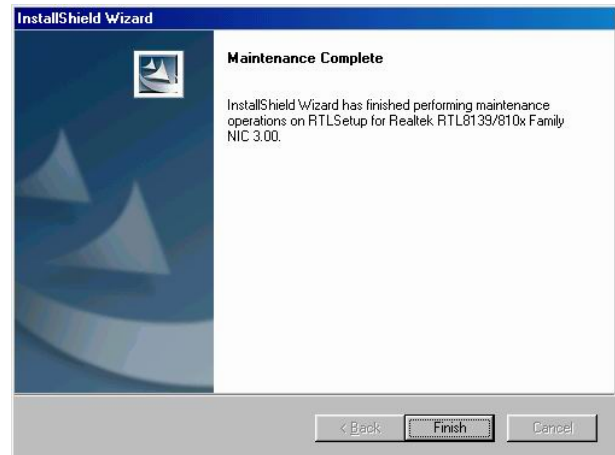 InstallShield Wizard
Maintenance Complete
InstallShield Wizard has finished performing maintenance
operations on RTLSetup for Realtek RTL8139/810x Family
NIC 3.00.
< Back
Finish
Cancel